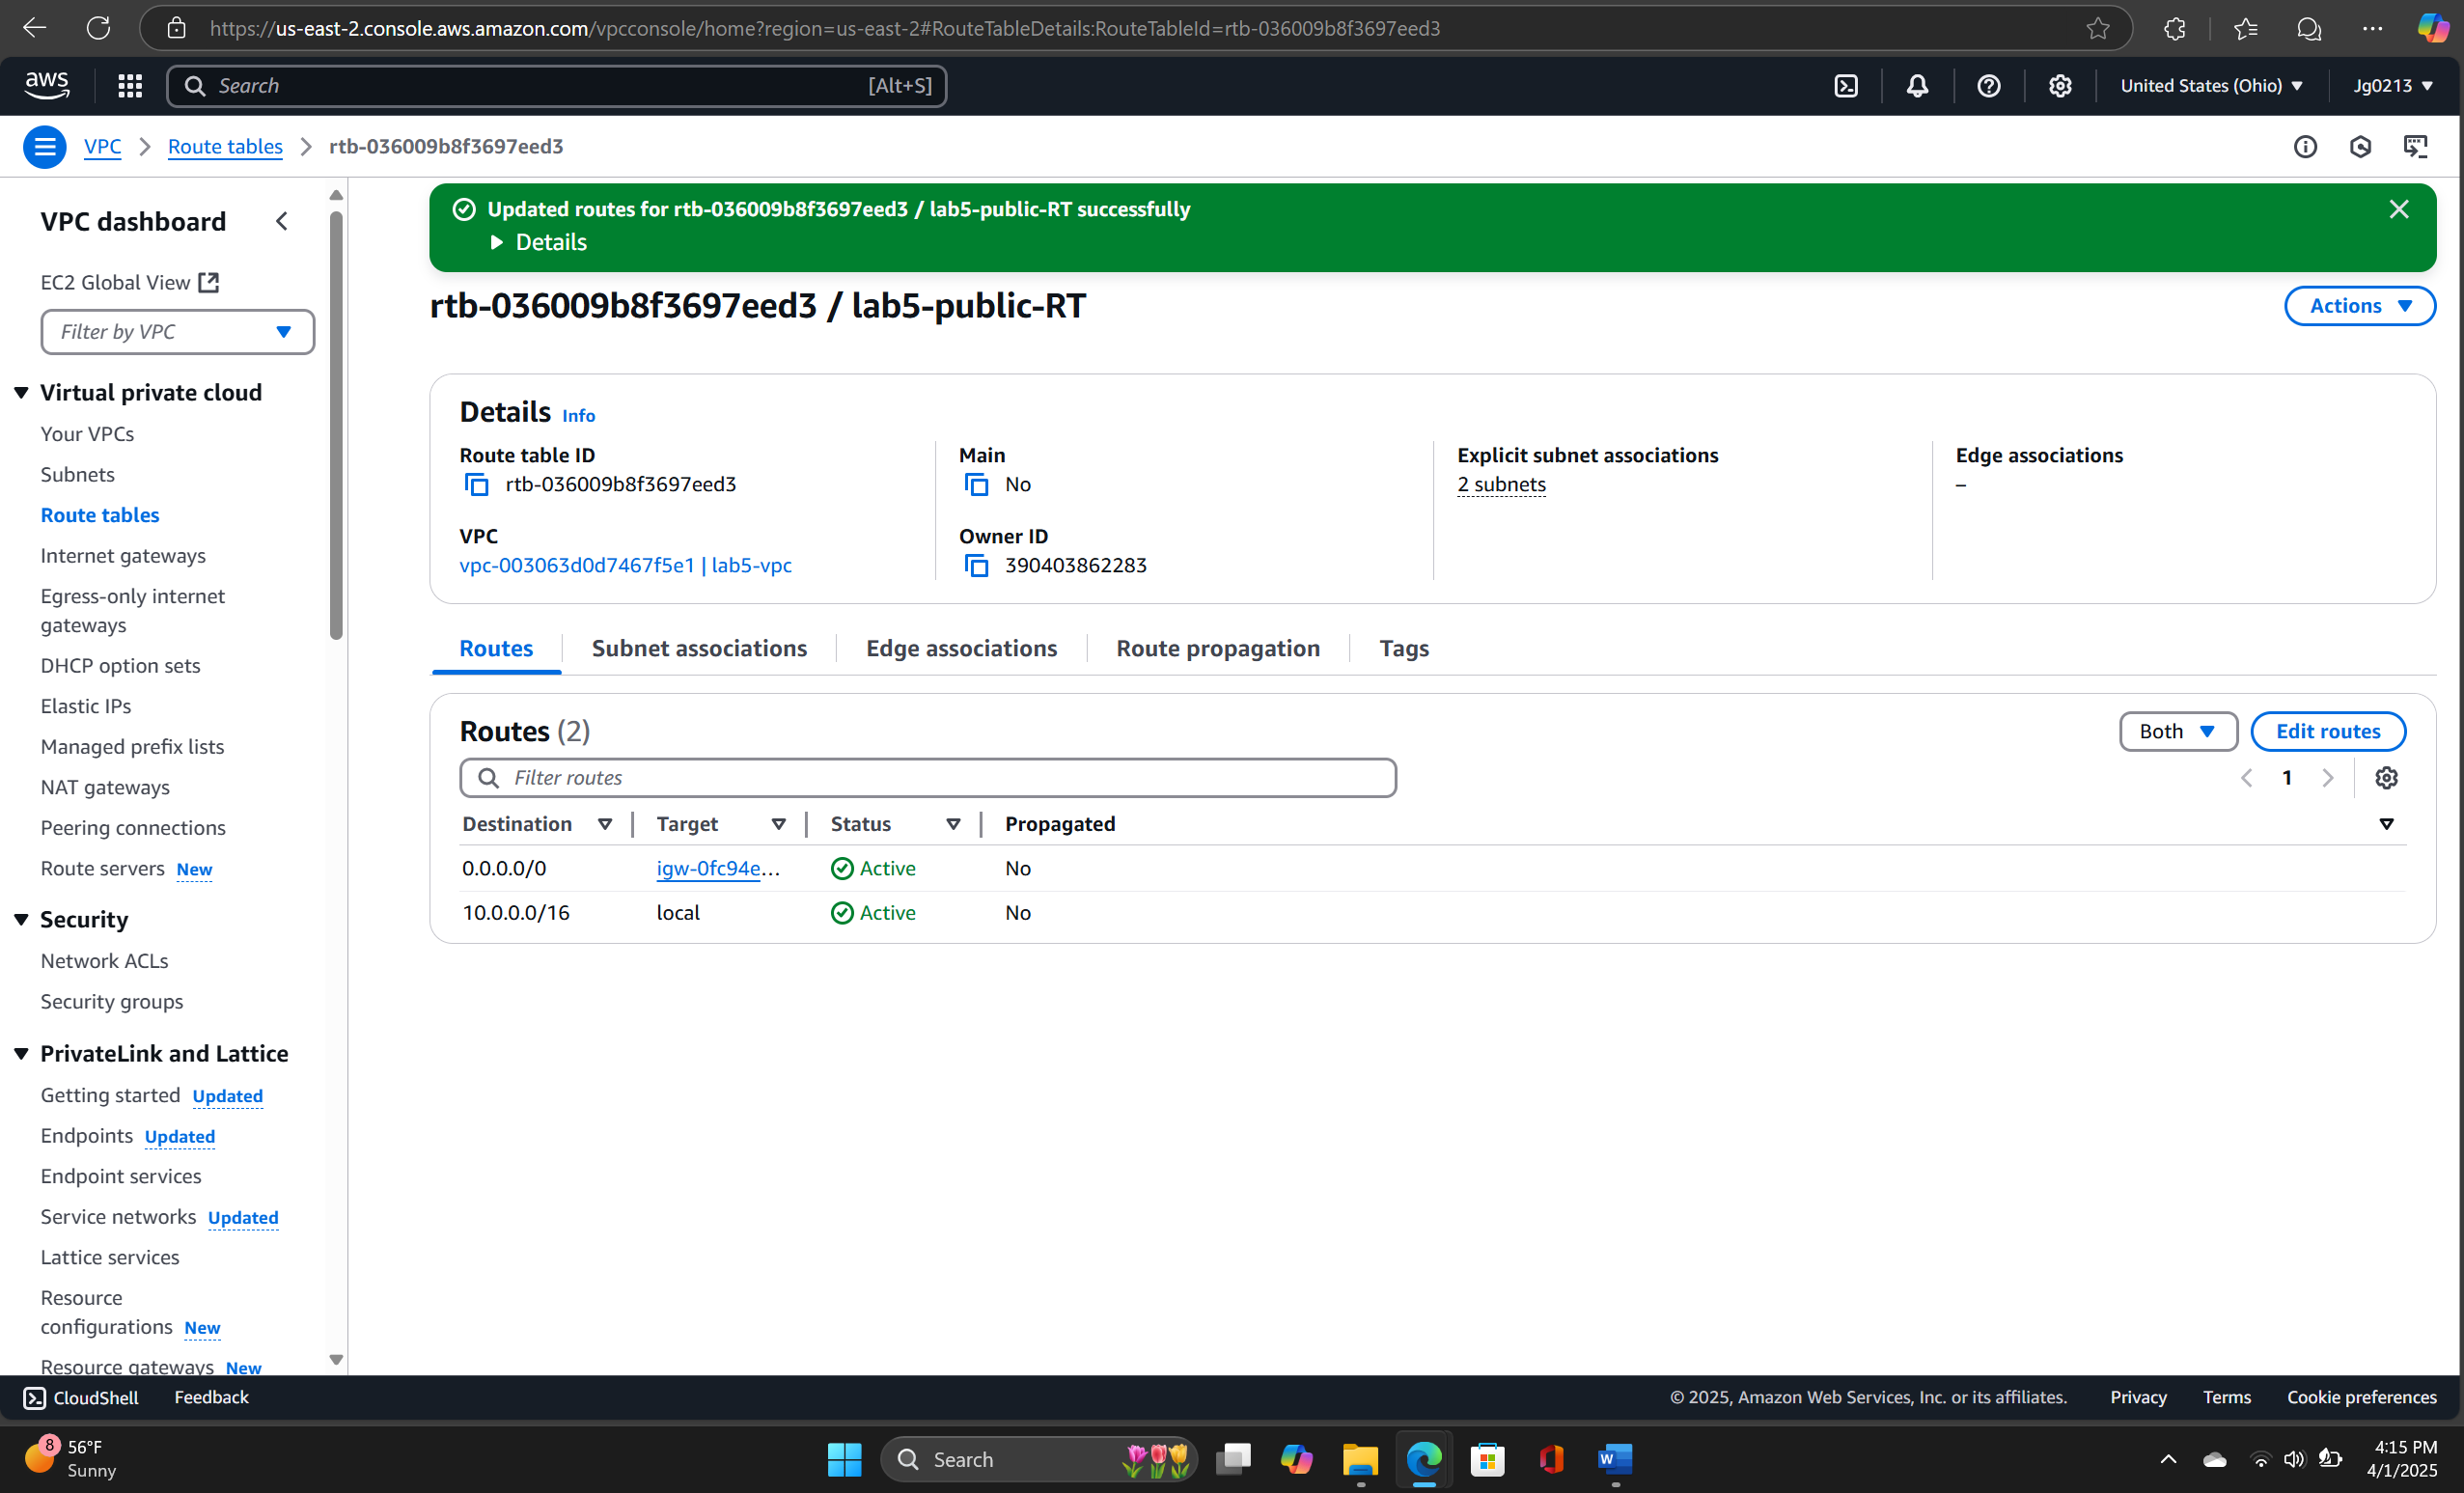 https://us-east-2.console.aws.amazon.com/vpcconsole/home?region=us-east-2#RouteTableDetails:RouteTableId=rtb-036009b8f3697eed3
aws
Search [Alt+S]
United States (Ohio)
Jg0213
VPC
Route tables
rtb-036009b8f3697eed3
VPC dashboard
EC2 Global View
Filter by VPC
Virtual private cloud
Your VPCs
Subnets
Route tables
Internet gateways
Egress-only internet
gateways
DHCP option sets
Elastic IPs
Managed prefix lists
NAT gateways
Peering connections
Route servers New
Security
Network ACLs
Security groups
PrivateLink and Lattice
Getting started Updated
Endpoints Updated
Endpoint services
Service networks Updated
Lattice services
Resource
configurations New
Resource gateways New
Updated routes for rtb-036009b8f3697eed3 / lab5-public-RT successfully
Details
rtb-036009b8f3697eed3 / lab5-public-RT
Actions
Details Info
Route table ID
rtb-036009b8f3697eed3
Main
No
Explicit subnet associations
2 subnets
Edge associations
–
VPC
vpc-003063d0d7467f5e1 | lab5-vpc
Owner ID
390403862283
Routes
Subnet associations
Edge associations
Route propagation
Tags
Routes (2)
Both
Edit routes
Filter routes
1
Destination Target Status Propagated
0.0.0.0/0 igw-0fc94e... Active No
10.0.0.0/16 local Active No
CloudShell
Feedback
© 2025, Amazon Web Services, Inc. or its affiliates.
Privacy
Terms
Cookie preferences
8
56°F
Sunny
Search
W
4:15 PM
4/1/2025